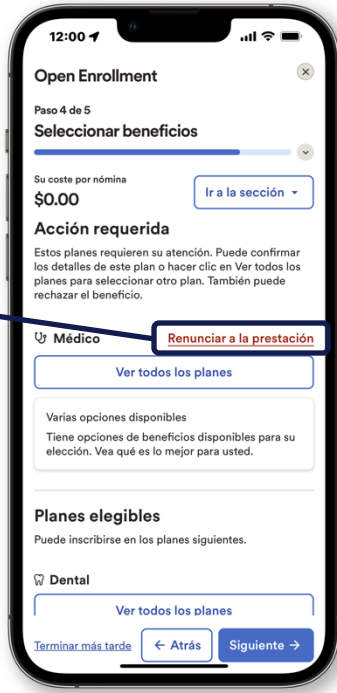 12:00
Open Enrollment
Paso 4 de 5
Seleccionar beneficios
Su coste por nómina
$0.00
Ir a la sección
Acción requerida
Estos planes requieren su atención. Puede confirmar
los detalles de este plan o hacer clic en Ver todos los
planes para seleccionar otro plan. También puede
rechazar el beneficio.
Médico
Renunciar a la prestación
Ver todos los planes
Varias opciones disponibles
Tiene opciones de beneficios disponibles para su
elección. Vea qué es lo mejor para usted.
Planes elegibles
Puede inscribirse en los planes siguientes.
Dental
Ver todos los planes
Terminar más tarde
← Atrás
Siguiente →